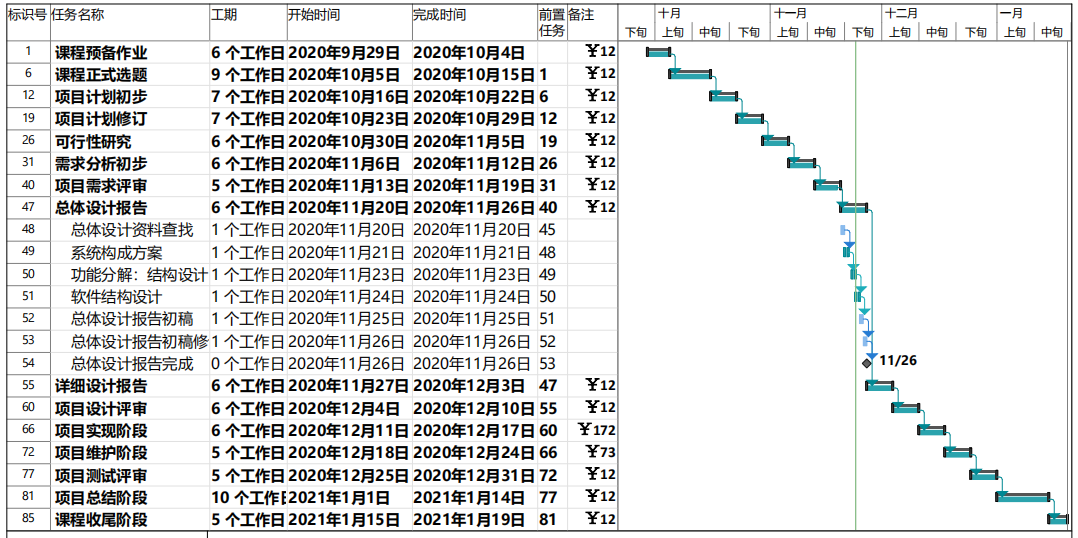 标识号 任务名称 工期 开始时间 完成时间 前置任务 备注 十月 十一月 十二月 一月
下旬 上旬 中旬 下旬 上旬 中旬 下旬 上旬 中旬 下旬 上旬 中旬
1 课程预备作业 6 个工作日 2020年9月29日 2020年10月4日 ¥12
6 课程正式选题 9 个工作日 2020年10月5日 2020年10月15日 1 ¥12
12 项目计划初步 7 个工作日 2020年10月16日 2020年10月22日 6 ¥12
19 项目计划修订 7 个工作日 2020年10月23日 2020年10月29日 12 ¥12
26 可行性研究 6 个工作日 2020年10月30日 2020年11月5日 19 ¥12
31 需求分析初步 6 个工作日 2020年11月6日 2020年11月12日 26 ¥12
40 项目需求评审 5 个工作日 2020年11月13日 2020年11月19日 31 ¥12
47 总体设计报告 6 个工作日 2020年11月20日 2020年11月26日 40 ¥12
48 总体设计资料查找 1 个工作日 2020年11月20日 2020年11月20日 45
49 系统构成方案 1 个工作日 2020年11月21日 2020年11月21日 48
50 功能分解：结构设计 1 个工作日 2020年11月23日 2020年11月23日 49
51 软件结构设计 1 个工作日 2020年11月24日 2020年11月24日 50
52 总体设计报告初稿 1 个工作日 2020年11月25日 2020年11月25日 51
53 总体设计报告初稿修 1 个工作日 2020年11月26日 2020年11月26日 52
54 总体设计报告完成 0 个工作日 2020年11月26日 2020年11月26日 53 11/26
55 详细设计报告 6 个工作日 2020年11月27日 2020年12月3日 47 ¥12
60 项目设计评审 6 个工作日 2020年12月4日 2020年12月10日 55 ¥12
66 项目实现阶段 6 个工作日 2020年12月11日 2020年12月17日 60 ¥172
72 项目维护阶段 5 个工作日 2020年12月18日 2020年12月24日 66 ¥73
77 项目测试评审 5 个工作日 2020年12月25日 2020年12月31日 72 ¥12
81 项目总结阶段 10 个工作 2021年1月1日 2021年1月14日 77 ¥12
85 课程收尾阶段 5 个工作日 2021年1月15日 2021年1月19日 81 ¥12